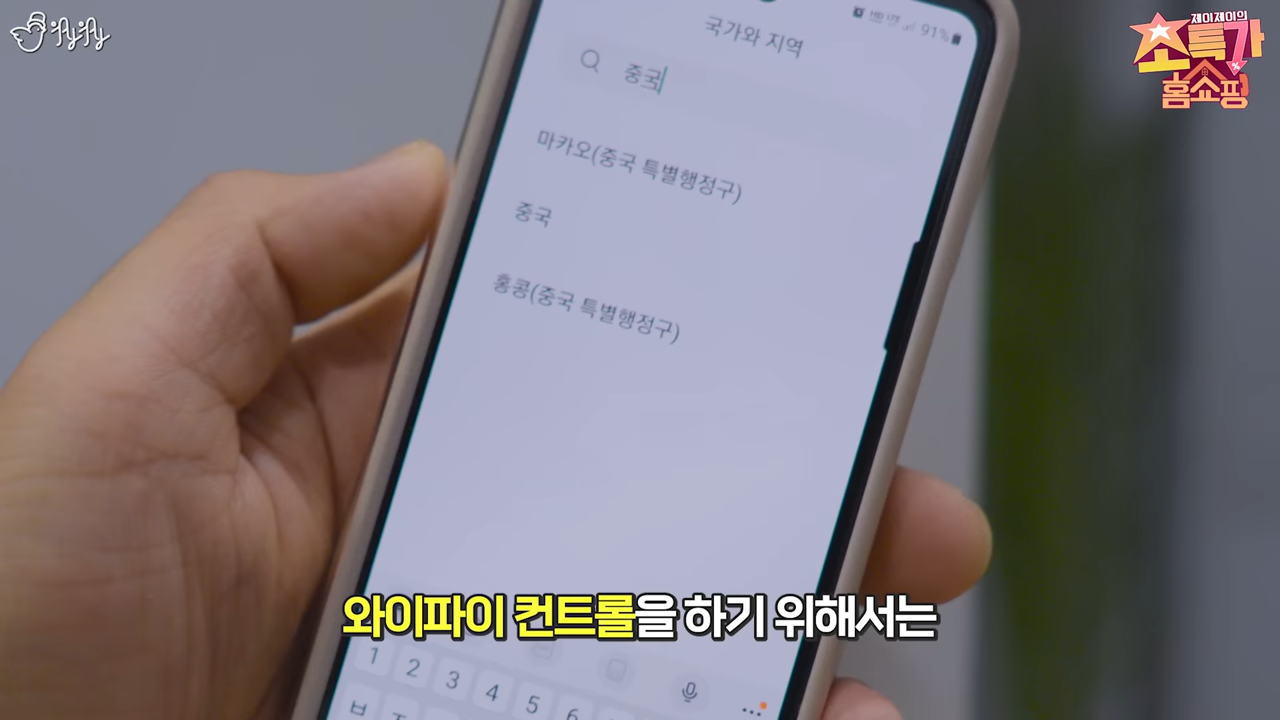 제이제이의
소특가
홈쇼핑
91%
국가와 지역
중국
마카오(중국 특별행정구)
중국
홍콩(중국 특별행정구)
와이파이 컨트롤을 하기 위해서는
1 2 3 4 5 6
ㅂ